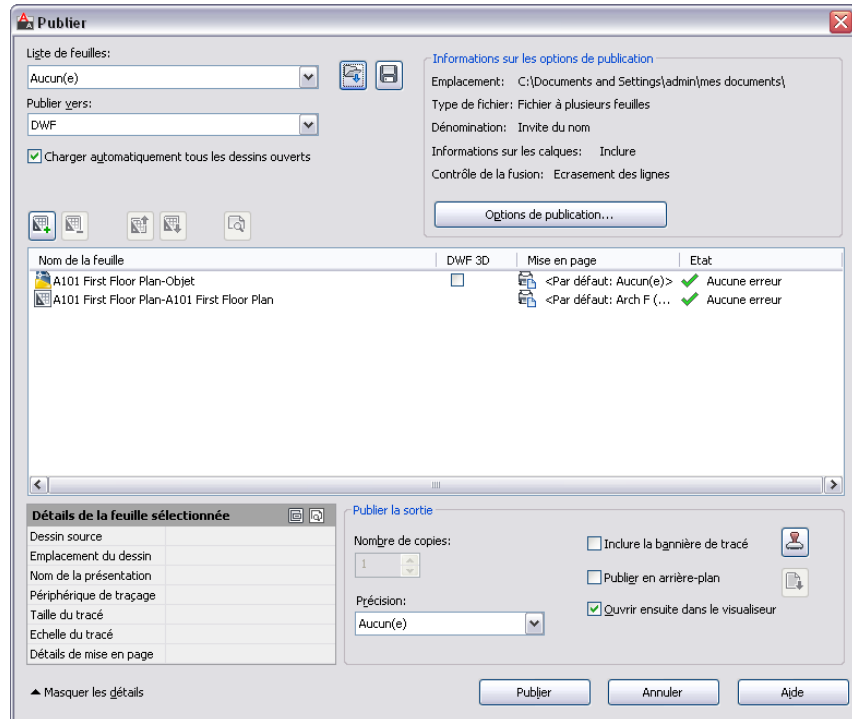 Publier
Liste de feuilles:
Aucun(e)
Publier vers:
DWF
Charger automatiquement tous les dessins ouverts
Informations sur les options de publication
Emplacement: C:\Documents and Settings\admin\mes documents\
Type de fichier: Fichier à plusieurs feuilles
Dénomination: Invite du nom
Informations sur les calques: Inclure
Contrôle de la fusion: Ecrasement des lignes
Options de publication...
Nom de la feuille DWF 3D Mise en page Etat
A101 First Floor Plan-Objet <Par défaut: Aucun(e)> Aucune erreur
A101 First Floor Plan-A101 First Floor Plan <Par défaut: Arch F (... Aucune erreur
Détails de la feuille sélectionnée
Dessin source
Emplacement du dessin
Nom de la présentation
Périphérique de traçage
Taille du tracé
Echelle du tracé
Détails de mise en page
Publier la sortie
Nombre de copies:
1
Précision:
Aucun(e)
Inclure la bannière de tracé
Publier en arrière-plan
Ouvrir ensuite dans le visualiseur
Masquer les détails
Publier Annuler Aide